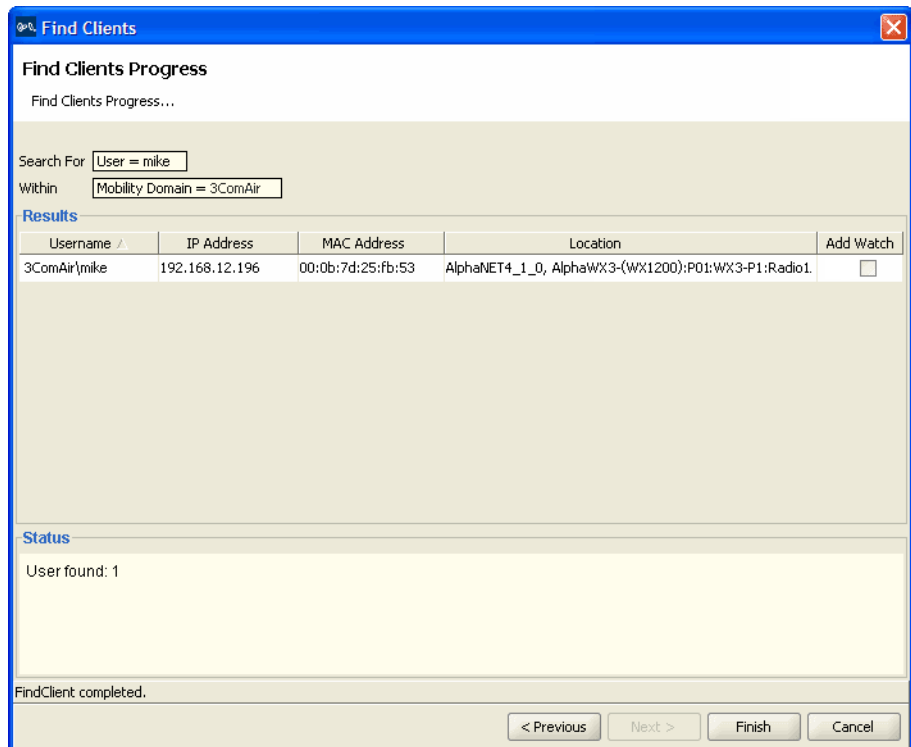 Find Clients
Find Clients Progress
Find Clients Progress...
Search For User = mike
Within Mobility Domain = 3ComAir
Results
Username IP Address MAC Address Location Add Watch
3ComAir\mike 192.168.12.196 00:0b:7d:25:fb:53 AlphaNET4_1_0, AlphaWX3-(WX1200):P01:WX3-P1:Radio1.
Status
User found: 1
FindClient completed.
< Previous Next > Finish Cancel